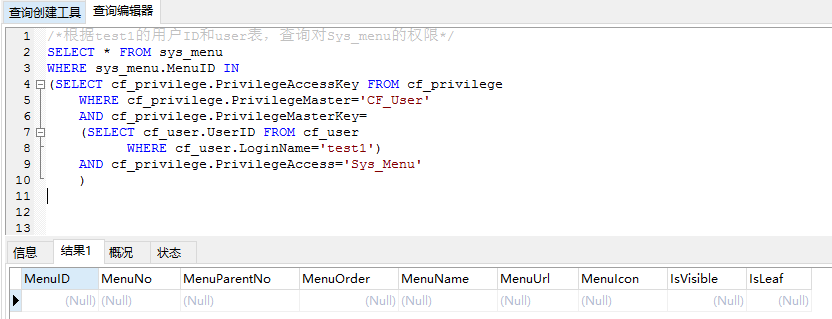 查询创建工具 查询编辑器
1 /*根据test1的用户ID和user表，查询对Sys_menu的权限*/
2 SELECT * FROM sys_menu
3 WHERE sys_menu.MenuID IN
4 (SELECT cf_privilege.PrivilegeAccessKey FROM cf_privilege
5 WHERE cf_privilege.PrivilegeMaster='CF_User'
6 AND cf_privilege.PrivilegeMasterKey=
7 (SELECT cf_user.UserID FROM cf_user
8 WHERE cf_user.LoginName='test1')
9 AND cf_privilege.PrivilegeAccess='Sys_Menu'
10 )
11
12
13
信息 结果1 概况 状态
MenuID MenuNo MenuParentNo MenuOrder MenuName MenuUrl MenuIcon IsVisible IsLeaf
(Null) (Null) (Null) (Null) (Null) (Null) (Null) (Null) (Null)